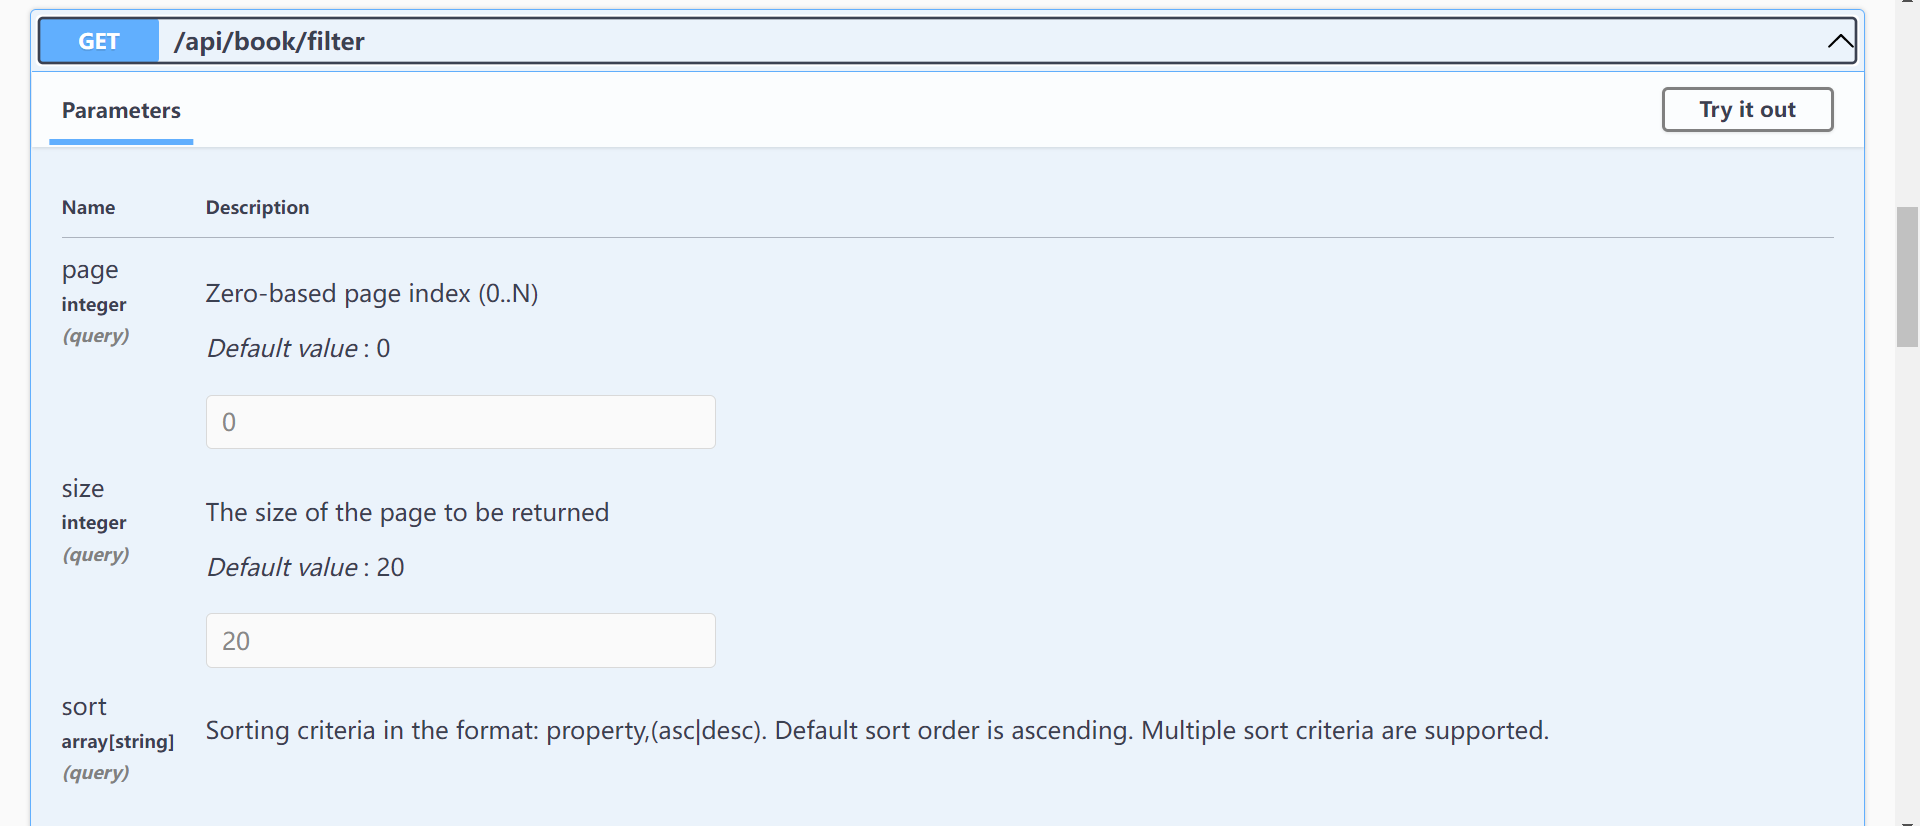 GET /api/book/filter
Parameters
Try it out
Name Description
page
integer
(query)
Zero-based page index (0..N)
Default value : 0
0
size
integer
(query)
The size of the page to be returned
Default value : 20
20
sort
array[string]
(query)
Sorting criteria in the format: property,(asc|desc). Default sort order is ascending. Multiple sort criteria are supported.